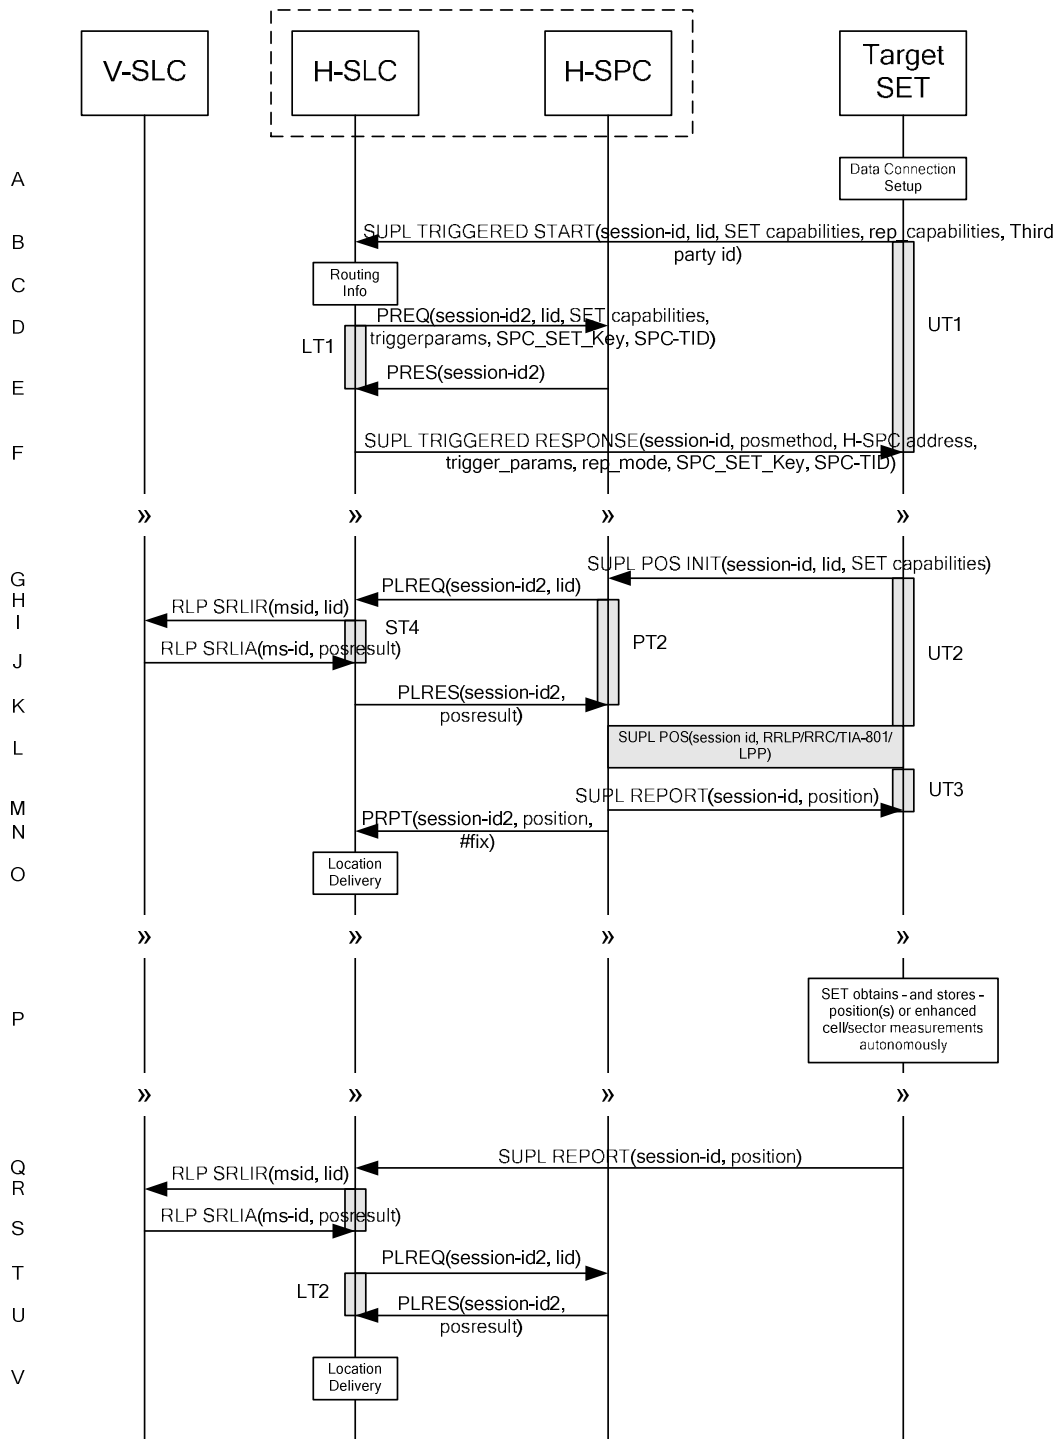 V-SLC
H-SLC
H-SPC
Target
SET
A
Data Connection
Setup
B
SUPL TRIGGERED START(session-id, lid, SET capabilities, rep_capabilities, Third
party id)
C
Routing
Info
D
PREQ(session-id2, lid, SET capabilities,
triggerparams, SPC_SET_Key, SPC-TID)
LT1
UT1
E
PRES(session-id2)
F
SUPL TRIGGERED RESPONSE(session-id, posmethod, H-SPC address,
trigger_params, rep_mode, SPC_SET_Key, SPC-TID)
» » » »
G
SUPL POS INIT(session-id, lid, SET capabilities)
H
PLREQ(session-id2, lid)
I
RLP SRLIR(msid, lid)
ST4
PT2
UT2
J
RLP SRLIA(ms-id, posresult)
K
PLRES(session-id2,
posresult)
L
SUPL POS(session id, RRLP/RRC/TIA-801/
LPP)
UT3
M
SUPL REPORT(session-id, position)
N
PRPT(session-id2, position,
#fix)
O
Location
Delivery
» » » »
P
SET obtains - and stores -
position(s) or enhanced
cell/sector measurements
autonomously
» » » »
Q
SUPL REPORT(session-id, position)
R
RLP SRLIR(msid, lid)
S
RLP SRLIA(ms-id, posresult)
T
PLREQ(session-id2, lid)
LT2
U
PLRES(session-id2,
posresult)
V
Location
Delivery